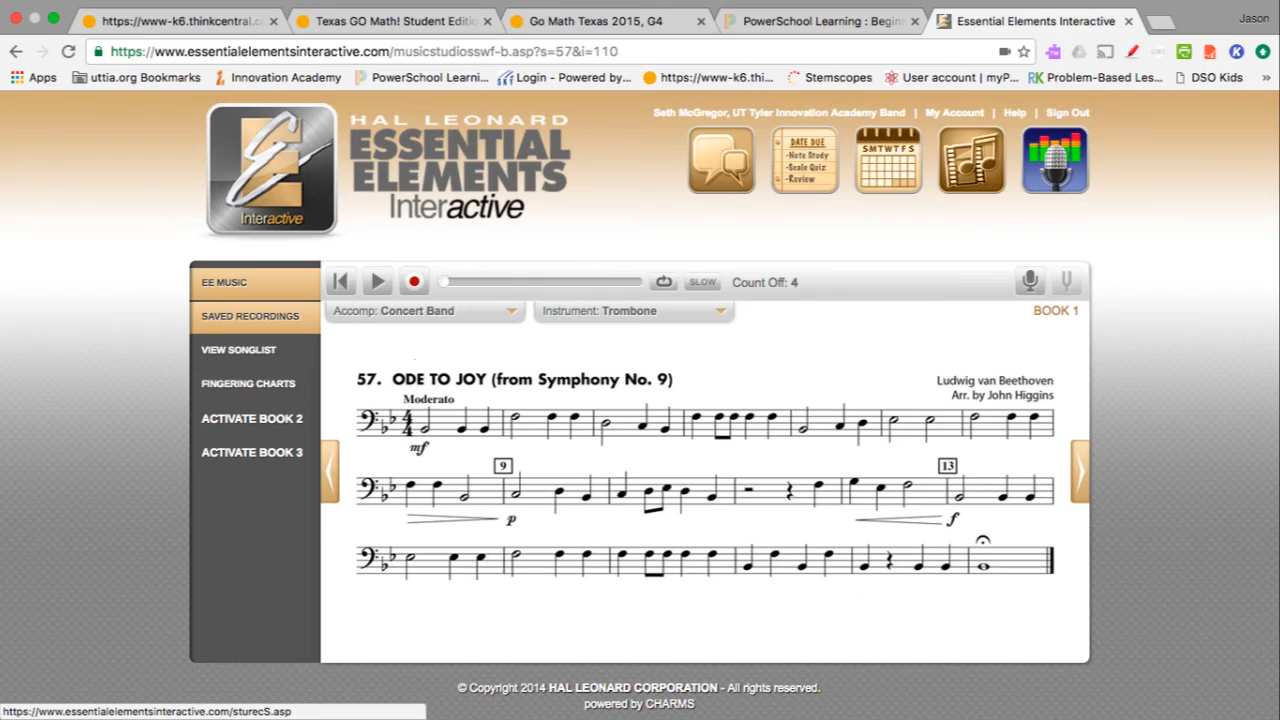 https://www-k6.thinkcentral.c
Texas GO Math! Student Editio
Go Math Texas 2015, G4
PowerSchool Learning : Beginn
Essential Elements Interactive
Jason
https://www.essentialelementsinteractive.com/musicstudiosswf-b.asp?s=57&i=110
Apps
uttia.org Bookmarks
Innovation Academy
PowerSchool Learni...
Login - Powered by...
https://www-k6.thi...
Stemscopes
User account | myP...
Problem-Based Les...
DSO Kids
»
Seth McGregor, UT Tyler Innovation Academy Band | My Account | Help | Sign Out
E
Interactive
HAL LEONARD
ESSENTIAL
ELEMENTS
Interactive
DATE DUE
-Note Study
-Scale Quiz
-Review
SMTWTFS
EE MUSIC
SAVED RECORDINGS
VIEW SONGLIST
FINGERING CHARTS
ACTIVATE BOOK 2
ACTIVATE BOOK 3
SLOW
Count Off: 4
Accomp: Concert Band
Instrument: Trombone
BOOK 1
57. ODE TO JOY (from Symphony No. 9)
Ludwig van Beethoven
Arr. by John Higgins
Moderato
4
4
mf
9
13
p
f
© Copyright 2014 HAL LEONARD CORPORATION - All rights reserved.
powered by CHARMS
https://www.essentialelementsinteractive.com/sturecS.asp